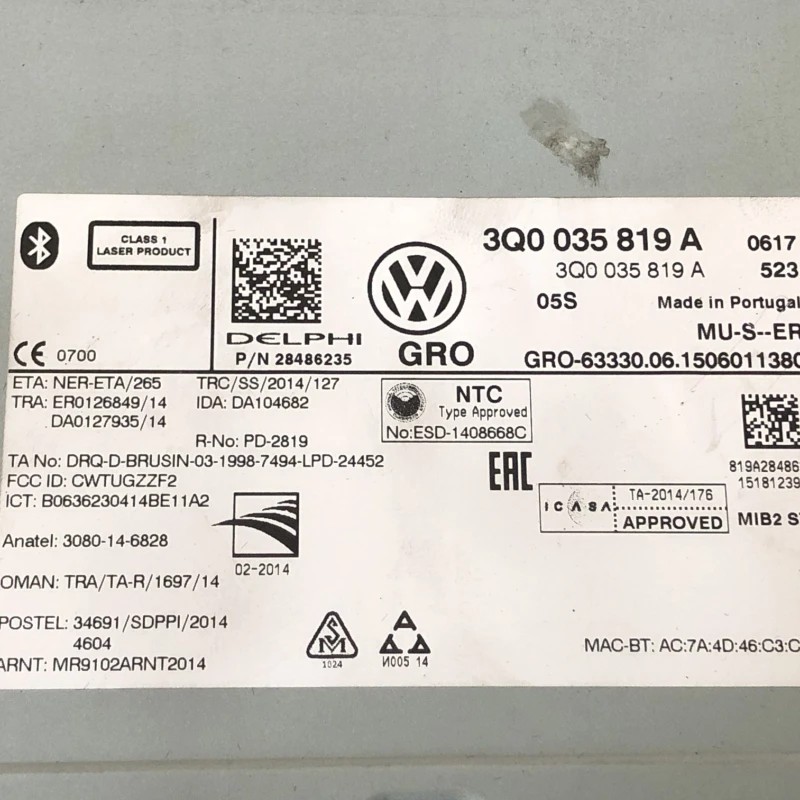 CLASS 1
LASER PRODUCT
CE 0700
DELPHI
P/N 28486235
GRO
3Q0 035 819 A 0617
3Q0 035 819 A 523
05S Made in Portugal
MU-S--ER
GRO-63330.06.1506011380
ETA: NER-ETA/265 TRC/SS/2014/127
TRA: ER0126849/14 IDA: DA104682
DA0127935/14
R-No: PD-2819
TA No: DRQ-D-BRUSIN-03-1998-7494-LPD-24452
FCC ID: CWTUGZZF2
ICT: B0636230414BE11A2
Anatel: 3080-14-6828
OMAN: TRA/TA-R/1697/14
POSTEL: 34691/SDPPI/2014
4604
ARNT: MR9102ARNT2014
02-2014
NTC
Type Approved
No:ESD-1408668C
EAC
ICASA
TA-2014/176
APPROVED
819A28486
15181239
MIB2 ST
SM
1024
A
И005 14
MAC-BT: AC:7A:4D:46:C3:C